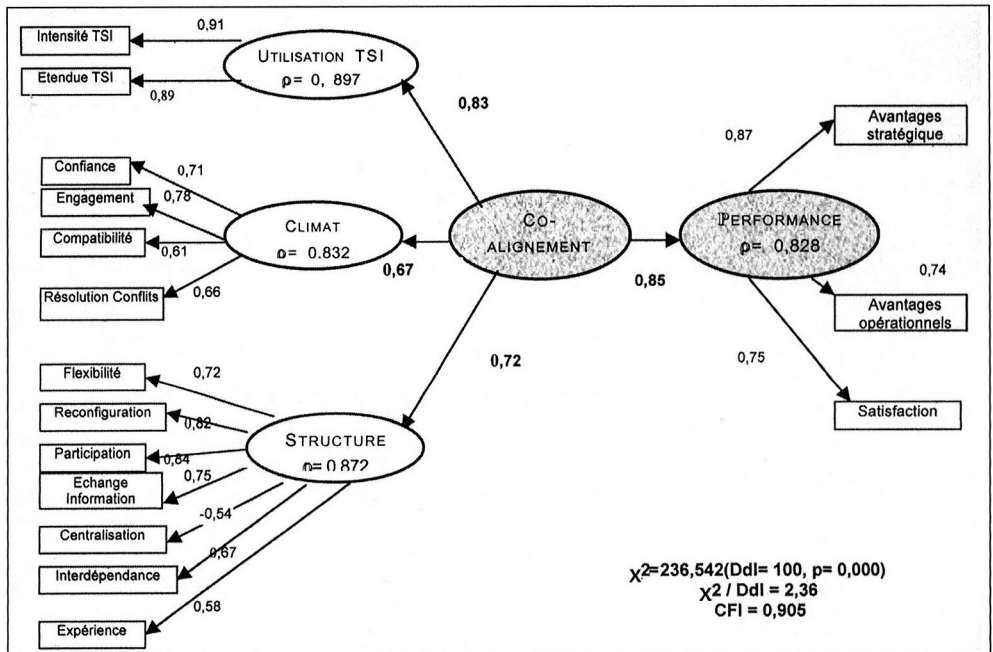 Intensité TSI
0,91
Etendue TSI
0,89
UTILISATION TSI
ρ= 0, 897
0,83
Confiance
0,71
Engagement
0,78
Compatibilité
0,61
Résolution Conflits
0,66
CLIMAT
ρ= 0.832
0,67
CO-
ALIGNEMENT
0,85
PERFORMANCE
ρ= 0,828
0,87
Avantages
stratégique
0,74
Avantages
opérationnels
0,75
Satisfaction
0,72
Flexibilité
0,72
Reconfiguration
0,82
Participation
0,84
Echange
Information
0,75
Centralisation
-0,54
Interdépendance
0,67
Expérience
0,58
STRUCTURE
ρ= 0.872
χ2=236,542(Ddl= 100, p= 0,000)
χ2 / Ddl = 2,36
CFI = 0,905